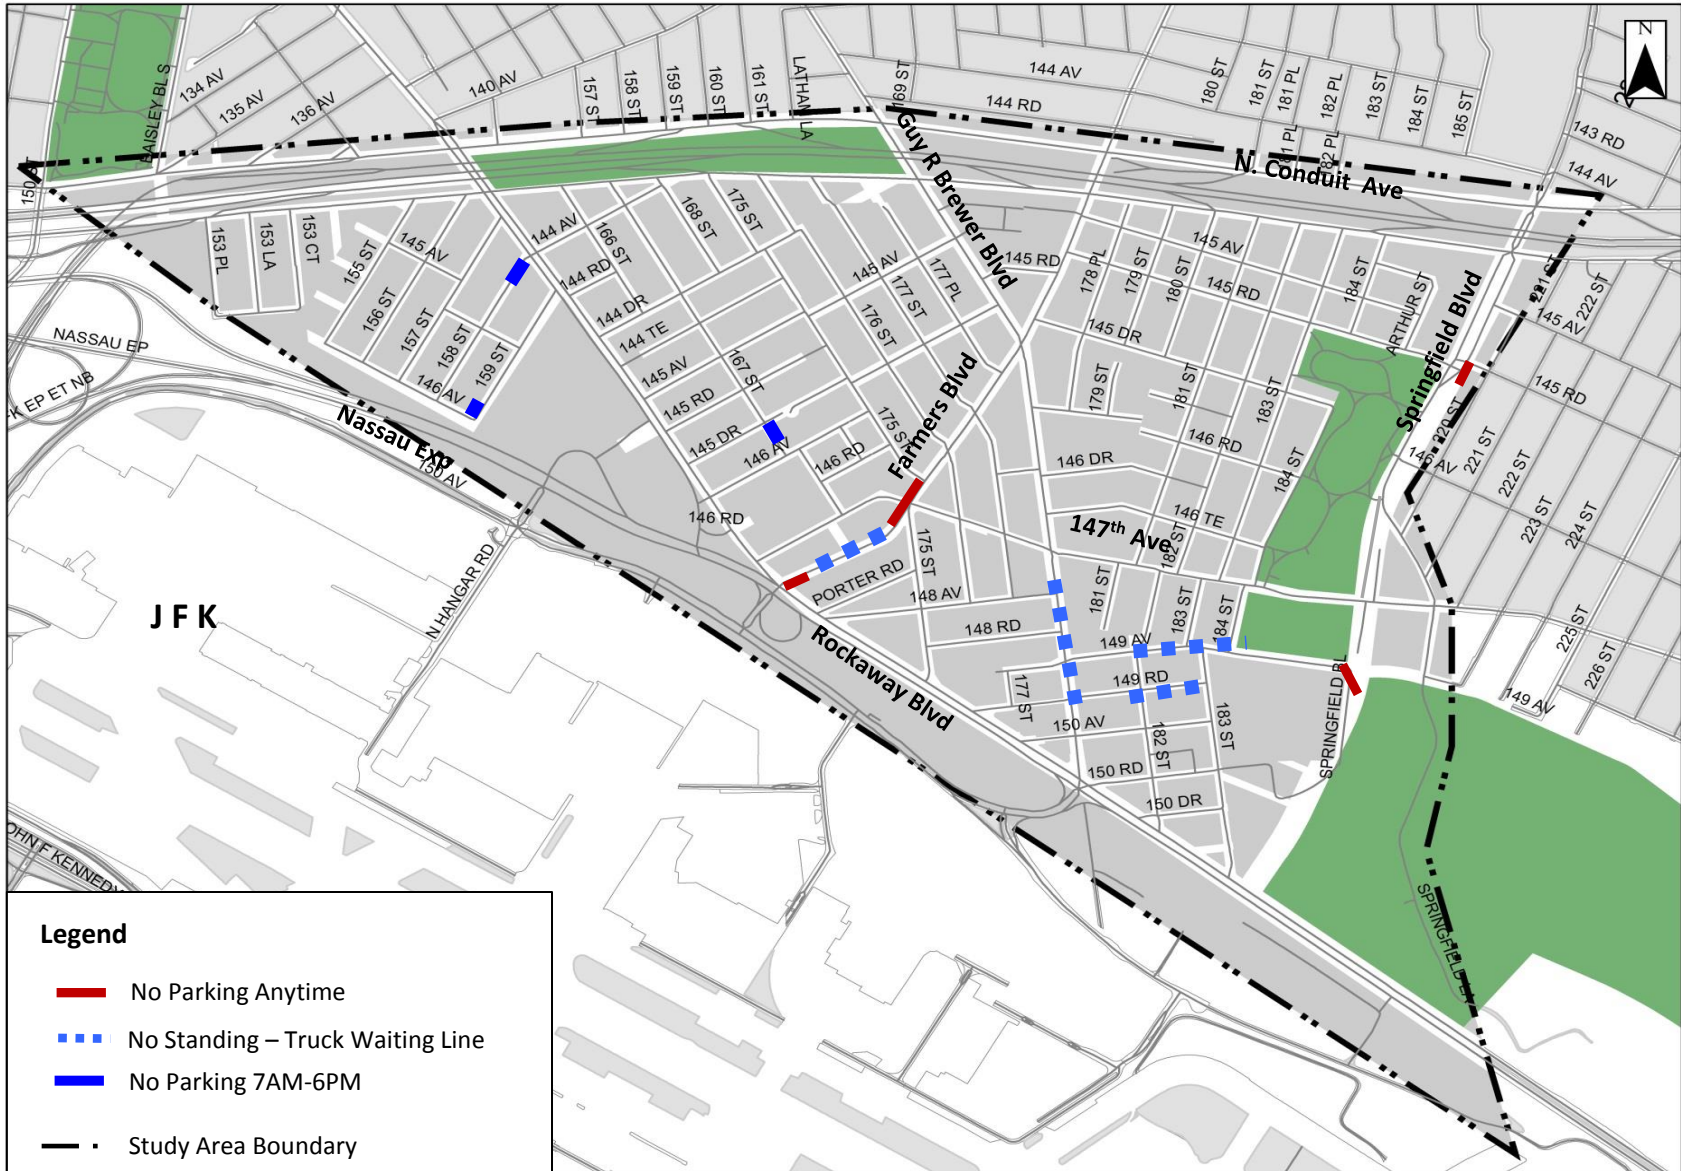 N
134 AV
135 AV
136 AV
140 AV
BAISLEY BL S
150 ST
157 ST
158 ST
159 ST
160 ST
161 ST
LATHAM LA
169 ST
144 AV
144 RD
180 ST
181 ST
181 PL
182 PL
183 ST
184 ST
185 ST
181 PL
182 PL
143 RD
144 AV
N. Conduit Ave
Guy R Brewer Blvd
153 PL
153 LA
153 CT
155 ST
145 AV
156 ST
157 ST
158 ST
159 ST
146 AV
144 AV
144 RD
166 ST
168 ST
175 ST
144 DR
144 TE
145 AV
145 RD
145 DR
167 ST
146 AV
146 RD
146 RD
145 AV
177 PL
177 ST
176 ST
175 ST
145 RD
178 PL
179 ST
180 ST
145 AV
145 RD
184 ST
ARTHUR ST
145 DR
179 ST
181 ST
183 ST
146 RD
184 ST
146 DR
146 TE
147th Ave
182 ST
Springfield Blvd
221 ST
222 ST
145 AV
145 RD
220 ST
146 AV
221 ST
222 ST
223 ST
224 ST
225 ST
226 ST
149 AV
NASSAU EP
K EP ET NB
Nassau Exp
150 AV
N HANGAR RD
J F K
Farmers Blvd
PORTER RD
175 ST
148 AV
148 RD
177 ST
181 ST
183 ST
184 ST
149 AV
149 RD
150 AV
182 ST
183 ST
150 RD
150 DR
SPRINGFIELD BL
SPRINGFIELD LA
Rockaway Blvd
OHN F KENNEDY
Legend
No Parking Anytime
No Standing – Truck Waiting Line
No Parking 7AM-6PM
Study Area Boundary